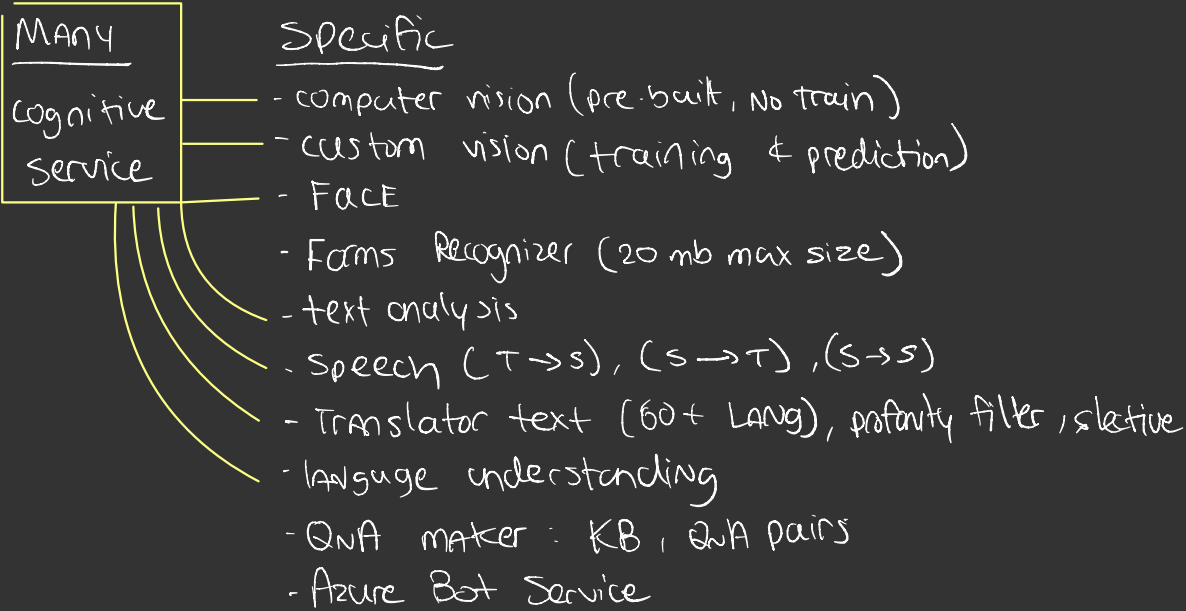 MANY
cognitive
service
Specific
- computer vision (pre-built, No train)
- custom vision (training & prediction)
- FacE
- Forms Recognizer (20 mb max size)
- text analysis
- speech (T→s), (s→T), (s→s)
- Translator text (60+ LANG), profanity filter, slective
- languge understanding
- QnA maker : KB, QnA pairs
- Azure Bot Service